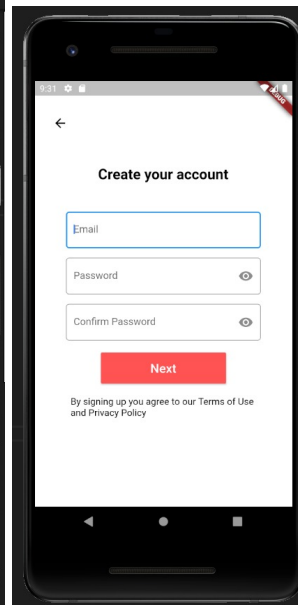 9:31
DEBUG
Create your account
Email
Password
Confirm Password
Next
By signing up you agree to our Terms of Use
and Privacy Policy